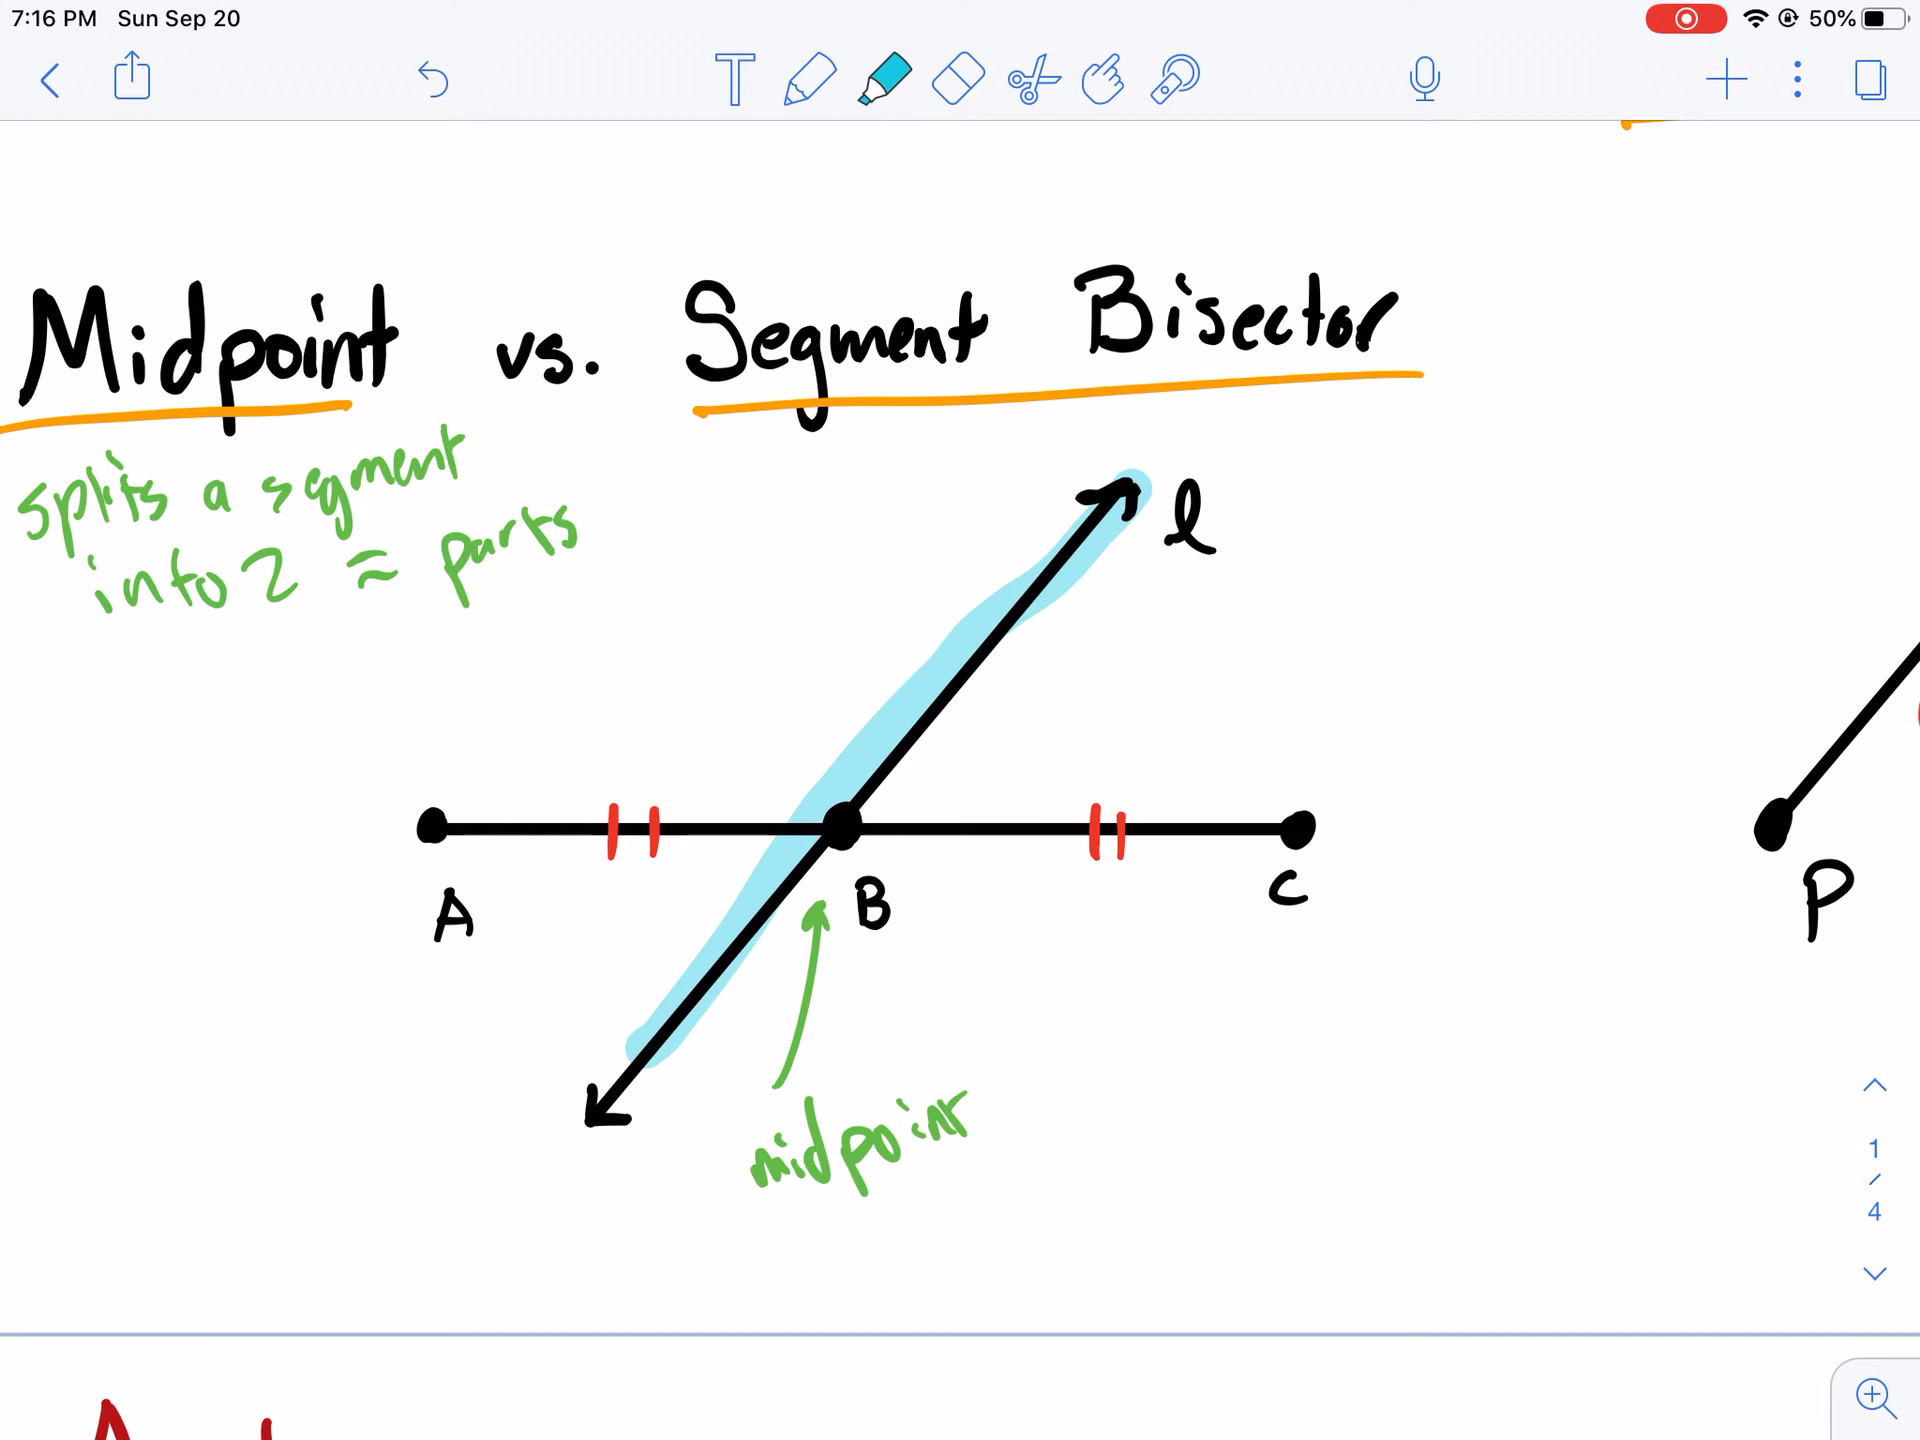 7:16 PM Sun Sep 20
50%
T
Midpoint vs. Segment Bisector
splits a segment
into 2 ≅ parts
l
A
B
C
P
midpoint
1
/
4